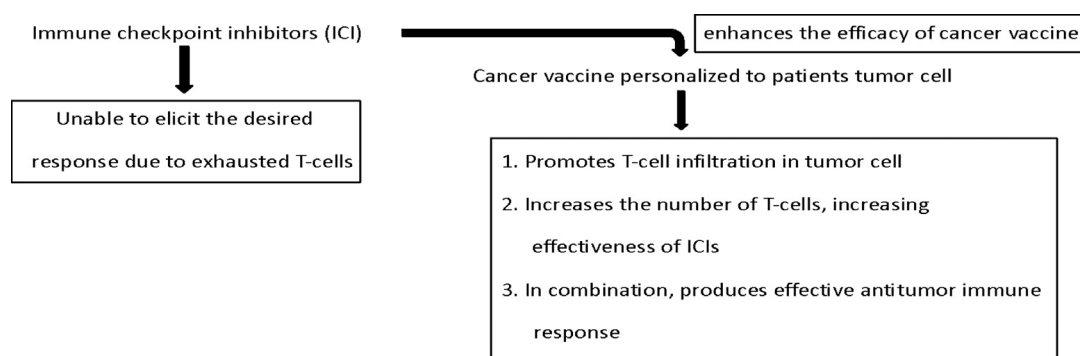 Immune checkpoint inhibitors (ICI)
enhances the efficacy of cancer vaccine
Cancer vaccine personalized to patients tumor cell
Unable to elicit the desired
response due to exhausted T-cells
1. Promotes T-cell infiltration in tumor cell
2. Increases the number of T-cells, increasing
effectiveness of ICIs
3. In combination, produces effective antitumor immune
response